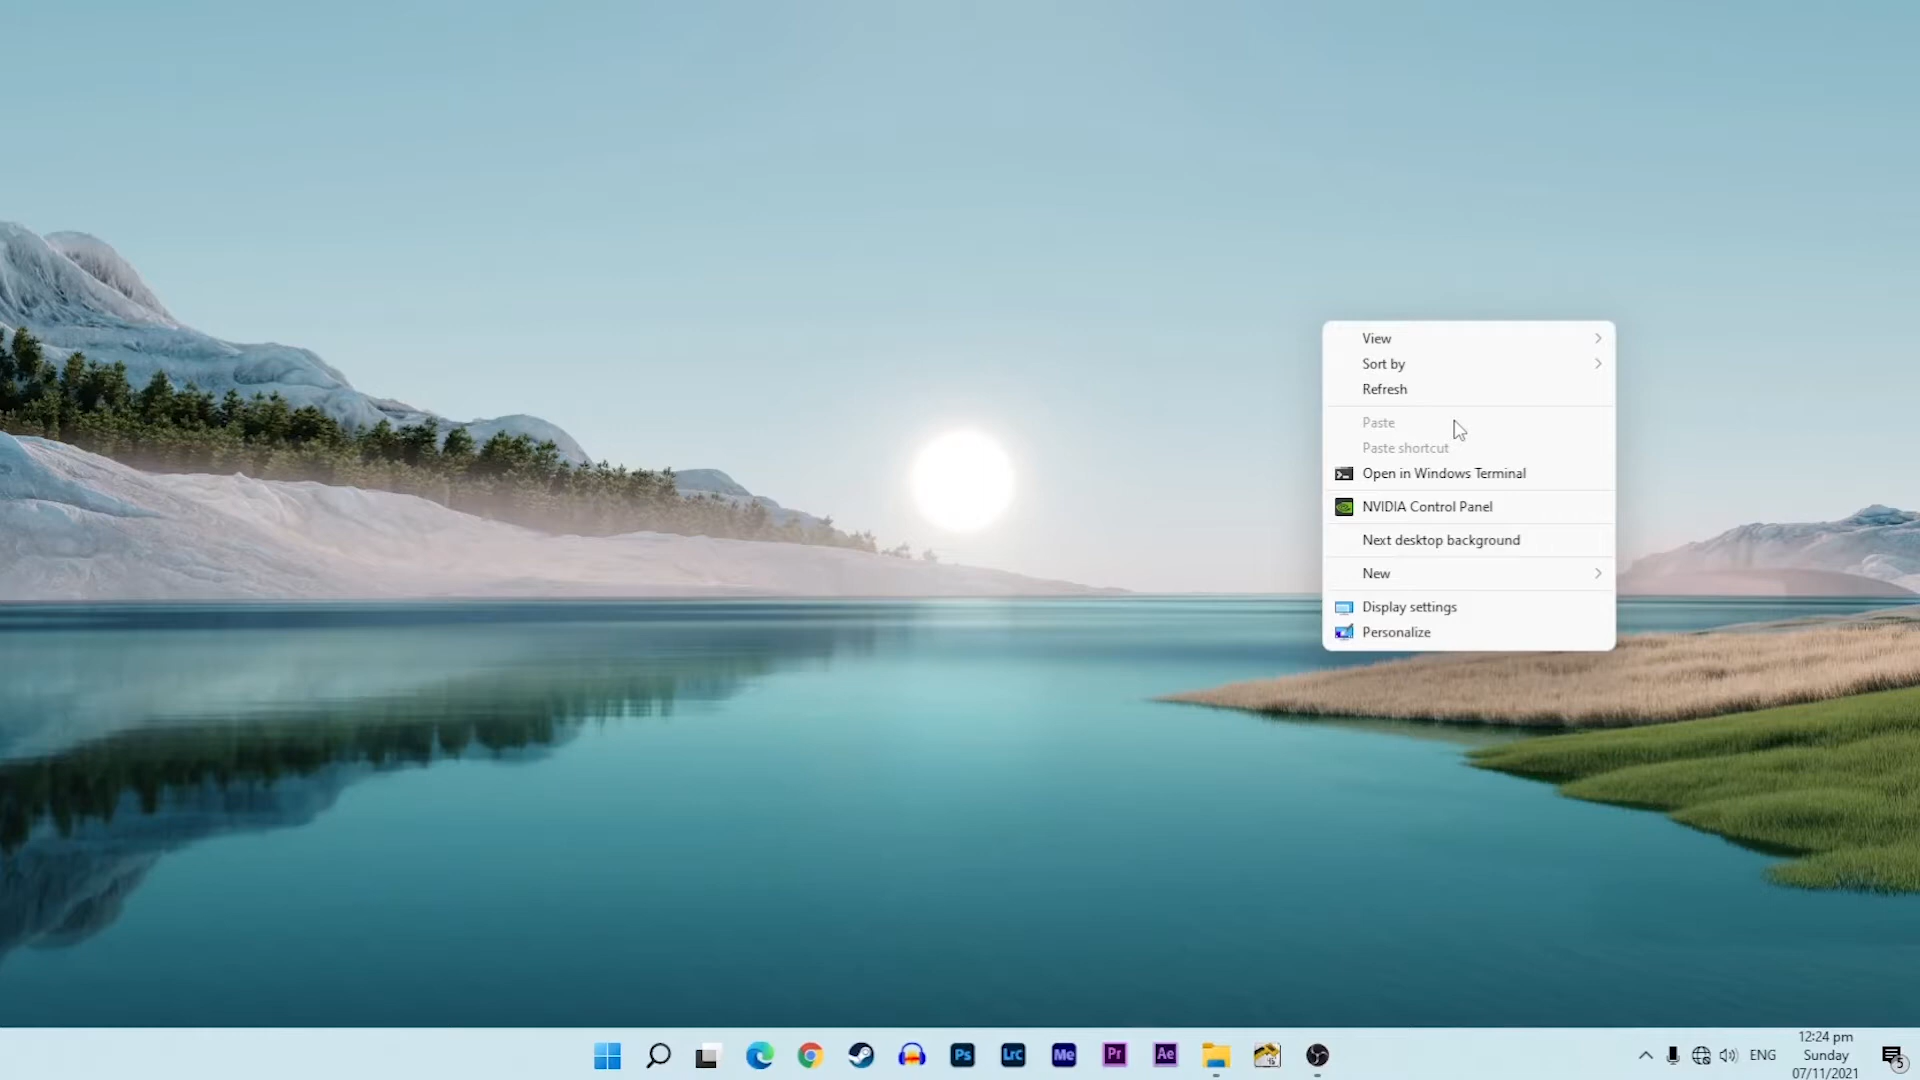 View
Sort by
Refresh
Paste
Paste shortcut
Open in Windows Terminal
NVIDIA Control Panel
Next desktop background
New
Display settings
Personalize
Ps
Lrc
Me
Pr
Ae
ENG
12:24 pm
Sunday
07/11/2021
5